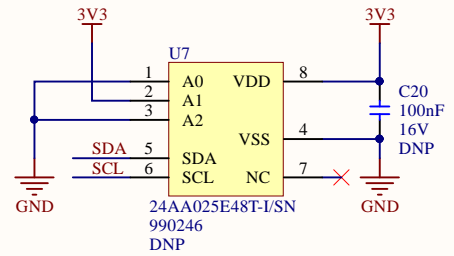 3V3
3V3
U7
1 A0 VDD 8
2 A1
3 A2
C20
100nF
16V
DNP
VSS 4
SDA 5 SDA
SCL 6 SCL NC 7
GND
GND
24AA025E48T-I/SN
990246
DNP